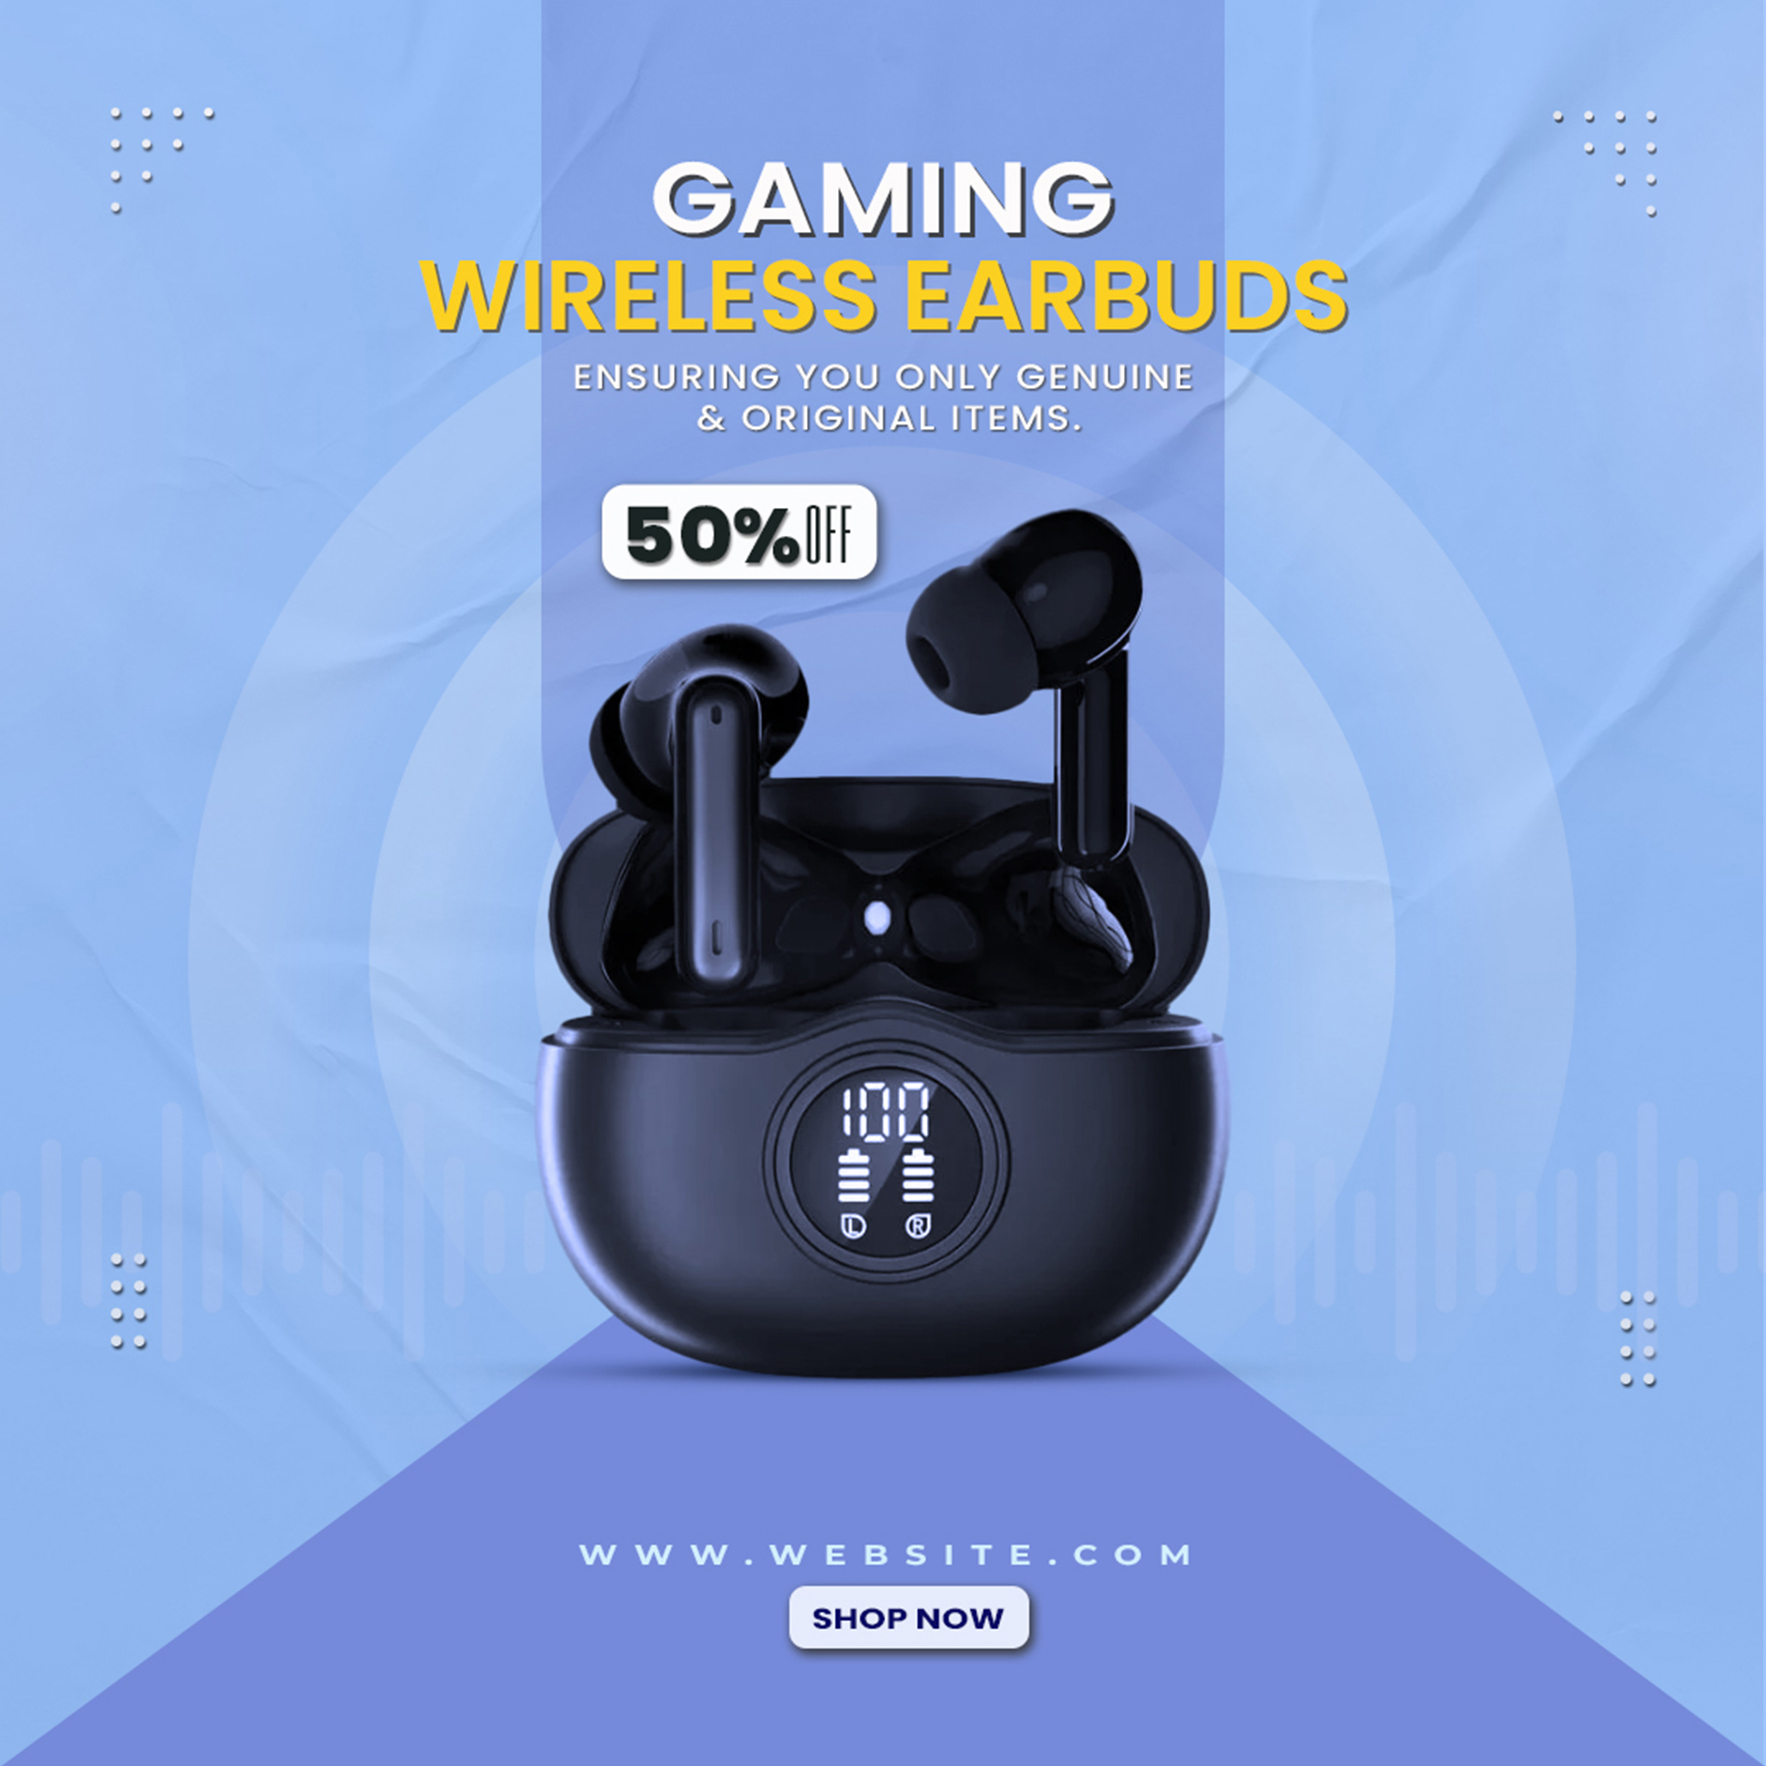 GAMING
WIRELESS EARBUDS
ENSURING YOU ONLY GENUINE
& ORIGINAL ITEMS.
50% OFF
100
L R
WWW.WEBSITE.COM
SHOP NOW